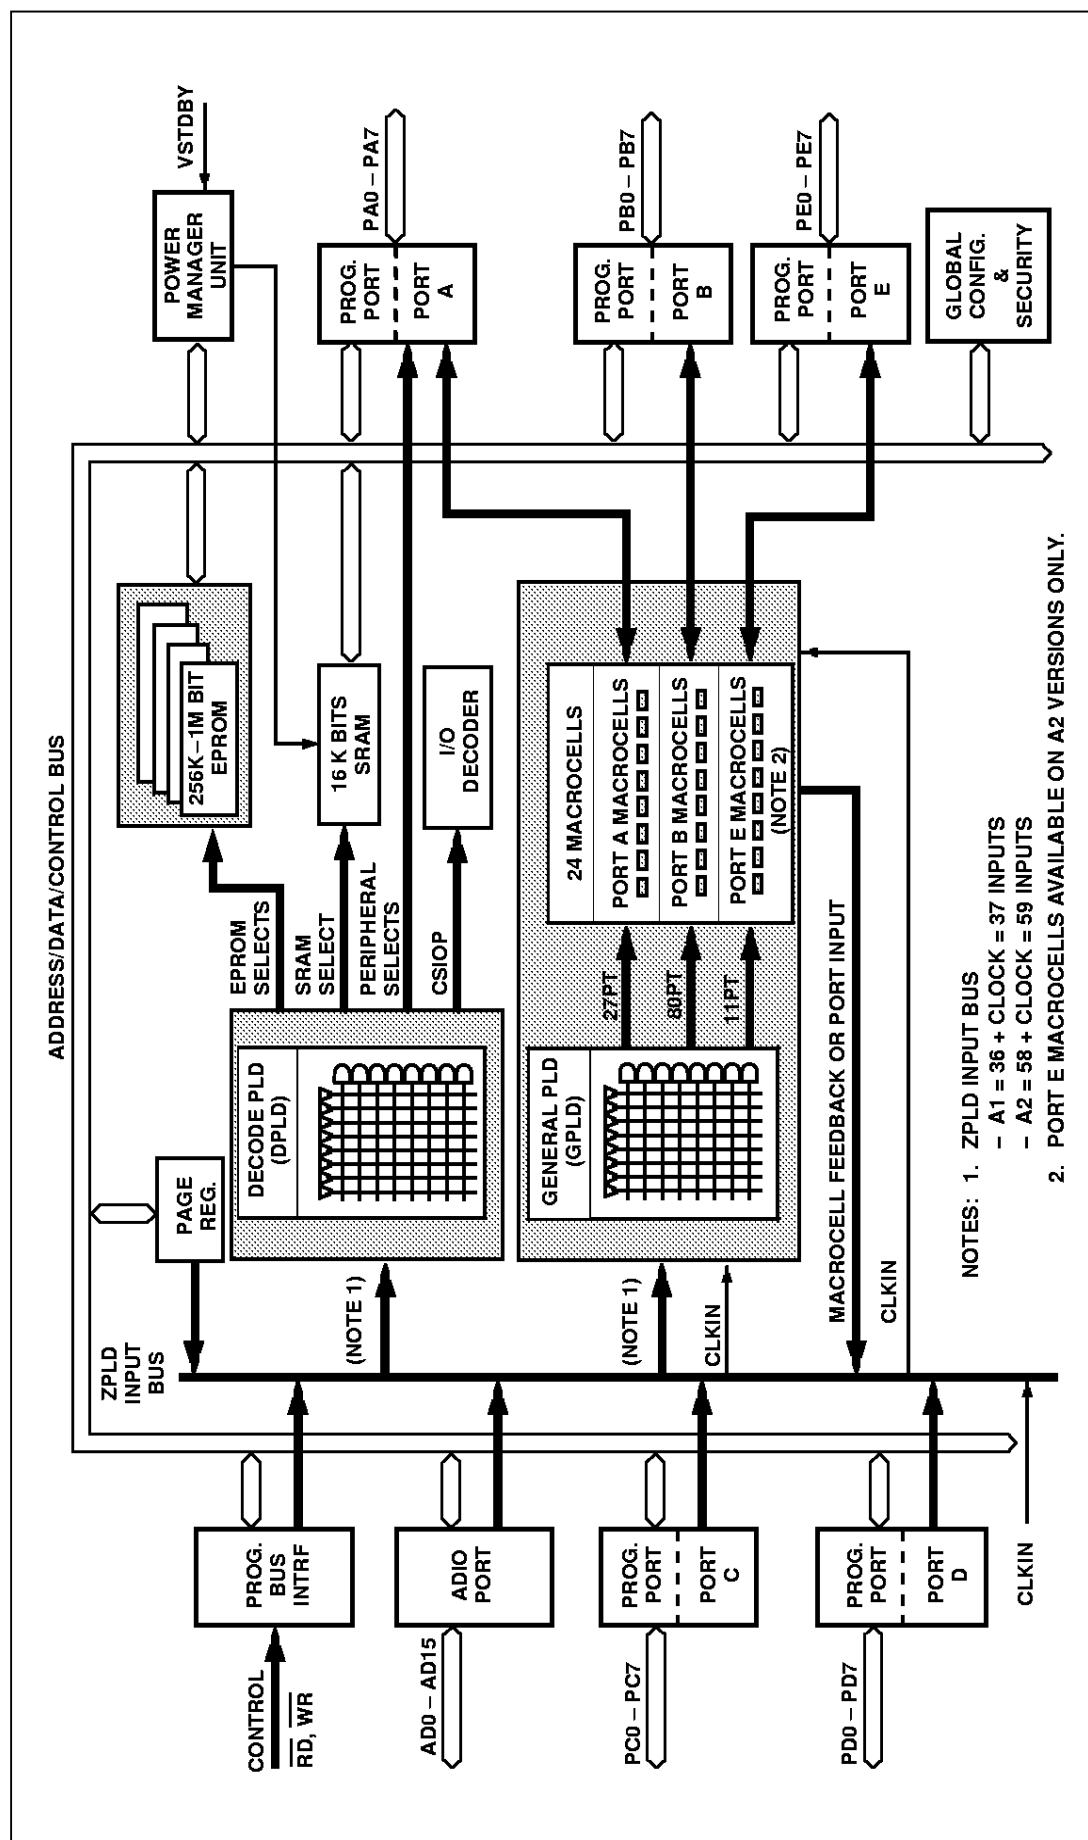 ADDRESS/DATA/CONTROL BUS
VSTDBY
POWER
MANAGER
UNIT
PAGE
REG.
ZPLD
INPUT
BUS
256K – 1M BIT
EPROM
EPROM
SELECTS
SRAM
SELECT
PERIPHERAL
SELECTS
CSIOP
16 K BITS
SRAM
I/O
DECODER
DECODE PLD
(DPLD)
(NOTE 1)
CONTROL
RD, WR
PROG.
BUS
INTRF
AD0 – AD15
ADIO
PORT
PC0 – PC7
PROG.
PORT
PORT
C
PD0 – PD7
PROG.
PORT
PORT
D
CLKIN
PA0 – PA7
PROG.
PORT
PORT
A
PB0 – PB7
PROG.
PORT
PORT
B
PE0 – PE7
PROG.
PORT
PORT
E
GLOBAL
CONFIG.
&
SECURITY
GENERAL PLD
(GPLD)
(NOTE 1)
CLKIN
27PT
80PT
11PT
24 MACROCELLS
PORT A MACROCELLS
PORT B MACROCELLS
PORT E MACROCELLS
(NOTE 2)
MACROCELL FEEDBACK OR PORT INPUT
CLKIN
NOTES: 1. ZPLD INPUT BUS
– A1 = 36 + CLOCK = 37 INPUTS
– A2 = 58 + CLOCK = 59 INPUTS
2. PORT E MACROCELLS AVAILABLE ON A2 VERSIONS ONLY.